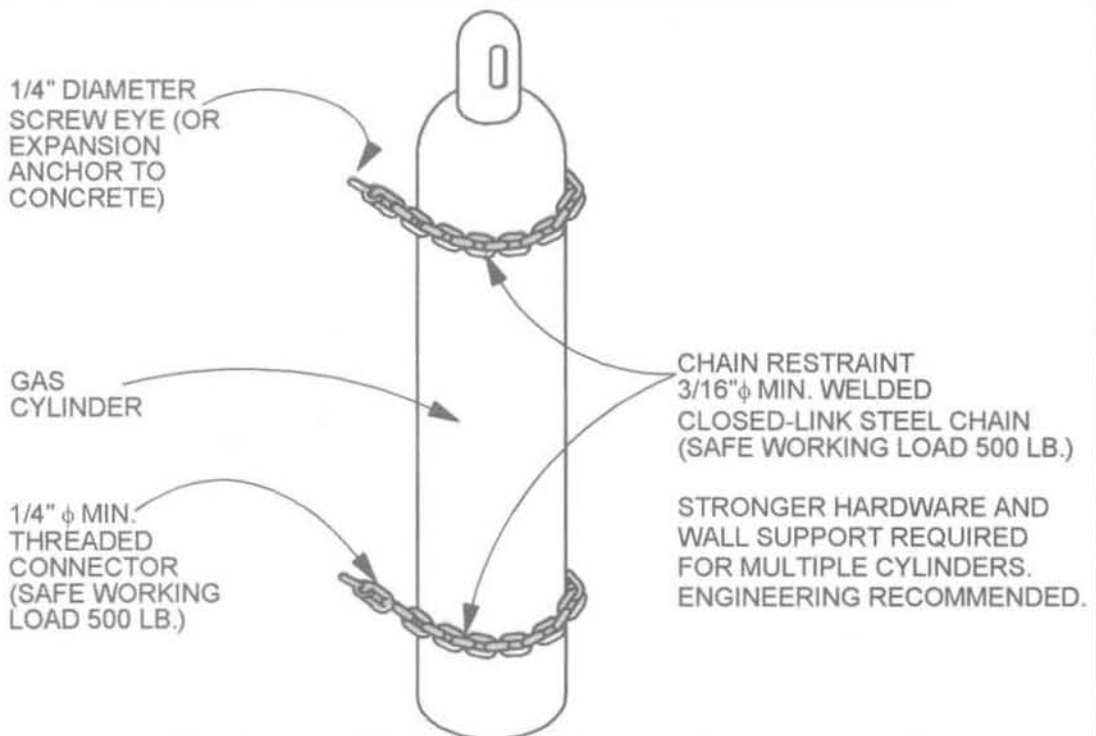 1/4" DIAMETER
SCREW EYE (OR
EXPANSION
ANCHOR TO
CONCRETE)
GAS
CYLINDER
1/4" ϕ MIN.
THREADED
CONNECTOR
(SAFE WORKING
LOAD 500 LB.)
CHAIN RESTRAINT
3/16"ϕ MIN. WELDED
CLOSED-LINK STEEL CHAIN
(SAFE WORKING LOAD 500 LB.)
STRONGER HARDWARE AND
WALL SUPPORT REQUIRED
FOR MULTIPLE CYLINDERS.
ENGINEERING RECOMMENDED.